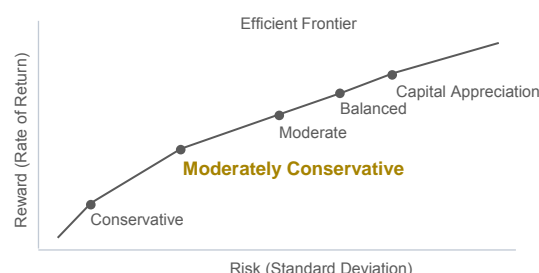 Efficient Frontier
Reward (Rate of Return)
Capital Appreciation
Balanced
Moderate
Moderately Conservative
Conservative
Risk (Standard Deviation)